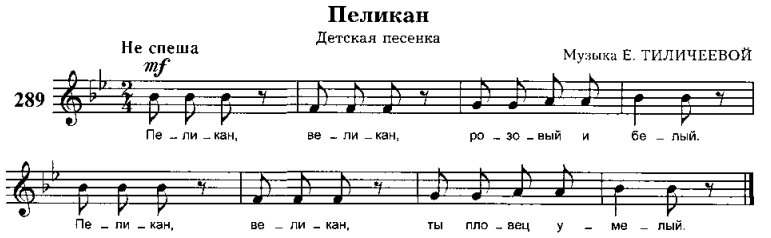 Пеликан
Детская песенка
Не спеша
Музыка Е. ТИЛИЧЕЕВОЙ
mf
289
2
4
Пе - ли - кан, ве - ли - кан, ро - зо - вый и бе - лый.
Пе - ли - кан, ве - ли - кан, ты пло - вец у - ме - лый.